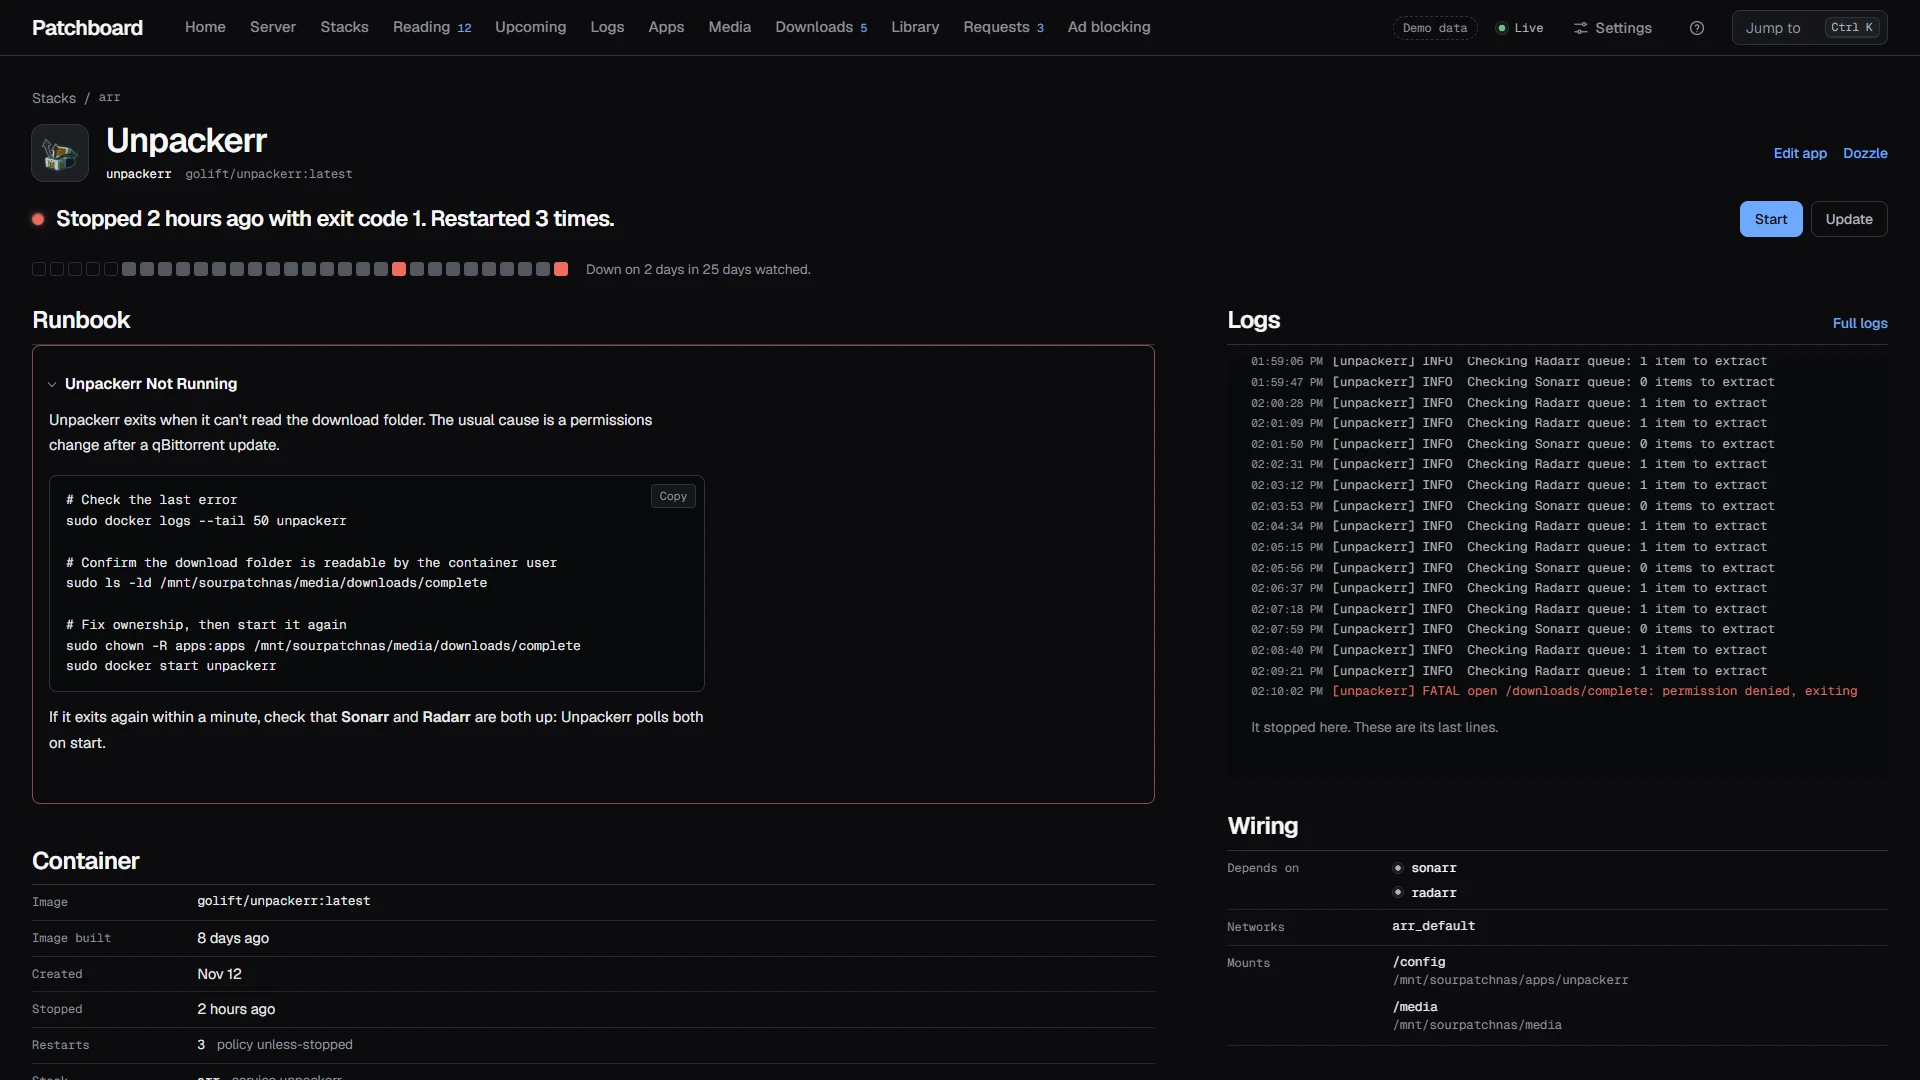 Patchboard
Home
Server
Stacks
Reading 12
Upcoming
Logs
Apps
Media
Downloads 5
Library
Requests 3
Ad blocking
Demo data
Live
Settings
Jump to
Ctrl K
Stacks / arr
Unpackerr
unpackerr golift/unpackerr:latest
Edit app
Dozzle
Stopped 2 hours ago with exit code 1. Restarted 3 times.
Start
Update
Down on 2 days in 25 days watched.
Runbook
Unpackerr Not Running
Unpackerr exits when it can't read the download folder. The usual cause is a permissions
change after a qBittorrent update.
Copy
# Check the last error
sudo docker logs --tail 50 unpackerr
# Confirm the download folder is readable by the container user
sudo ls -ld /mnt/sourpatchnas/media/downloads/complete
# Fix ownership, then start it again
sudo chown -R apps:apps /mnt/sourpatchnas/media/downloads/complete
sudo docker start unpackerr
If it exits again within a minute, check that Sonarr and Radarr are both up: Unpackerr polls both
on start.
Container
Image golift/unpackerr:latest
Image built 8 days ago
Created Nov 12
Stopped 2 hours ago
Restarts 3 policy unless-stopped
Stack arr service unpackerr
Logs
Full logs
01:59:06 PM [unpackerr] INFO Checking Radarr queue: 1 item to extract
01:59:47 PM [unpackerr] INFO Checking Sonarr queue: 0 items to extract
02:00:28 PM [unpackerr] INFO Checking Radarr queue: 1 item to extract
02:01:09 PM [unpackerr] INFO Checking Radarr queue: 1 item to extract
02:01:50 PM [unpackerr] INFO Checking Sonarr queue: 0 items to extract
02:02:31 PM [unpackerr] INFO Checking Radarr queue: 1 item to extract
02:03:12 PM [unpackerr] INFO Checking Radarr queue: 1 item to extract
02:03:53 PM [unpackerr] INFO Checking Sonarr queue: 0 items to extract
02:04:34 PM [unpackerr] INFO Checking Radarr queue: 1 item to extract
02:05:15 PM [unpackerr] INFO Checking Radarr queue: 1 item to extract
02:05:56 PM [unpackerr] INFO Checking Sonarr queue: 0 items to extract
02:06:37 PM [unpackerr] INFO Checking Radarr queue: 1 item to extract
02:07:18 PM [unpackerr] INFO Checking Radarr queue: 1 item to extract
02:07:59 PM [unpackerr] INFO Checking Sonarr queue: 0 items to extract
02:08:40 PM [unpackerr] INFO Checking Radarr queue: 1 item to extract
02:09:21 PM [unpackerr] INFO Checking Radarr queue: 1 item to extract
02:10:02 PM [unpackerr] FATAL open /downloads/complete: permission denied, exiting
It stopped here. These are its last lines.
Wiring
Depends on sonarr
radarr
Networks arr_default
Mounts /config
/mnt/sourpatchnas/apps/unpackerr
/media
/mnt/sourpatchnas/media